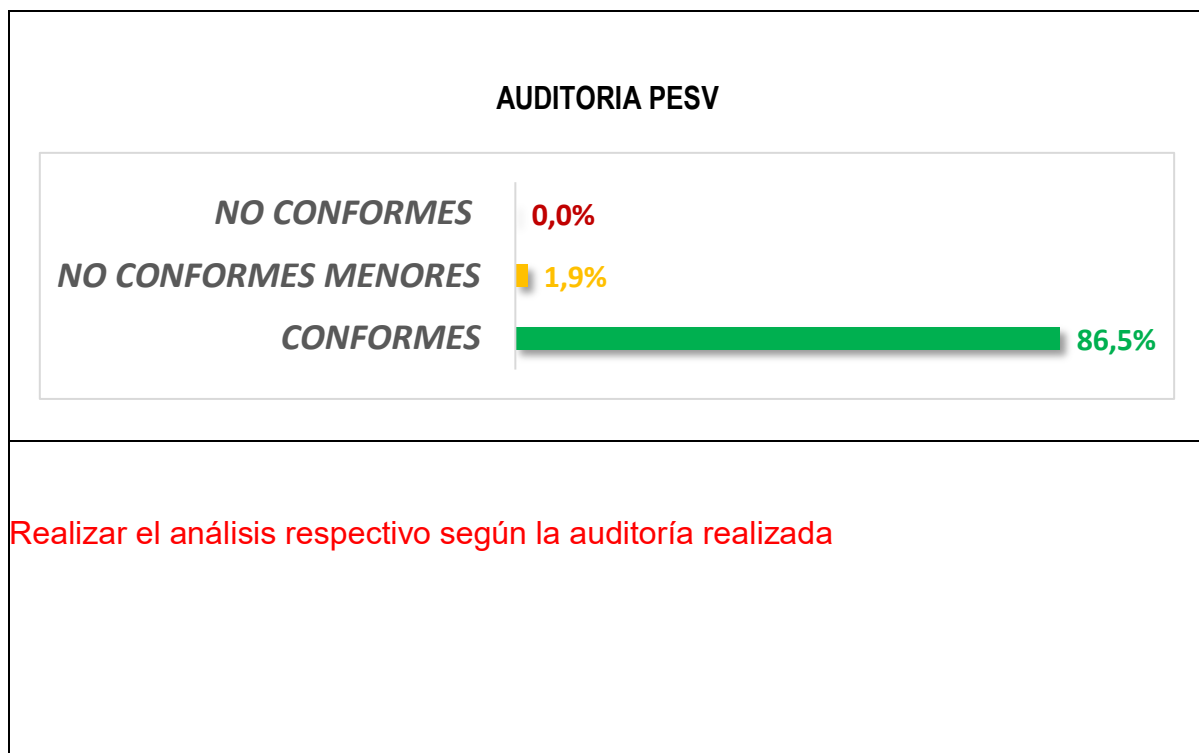 AUDITORIA PESV
NO CONFORMES 0,0%
NO CONFORMES MENORES 1,9%
CONFORMES 86,5%
Realizar el análisis respectivo según la auditoría realizada